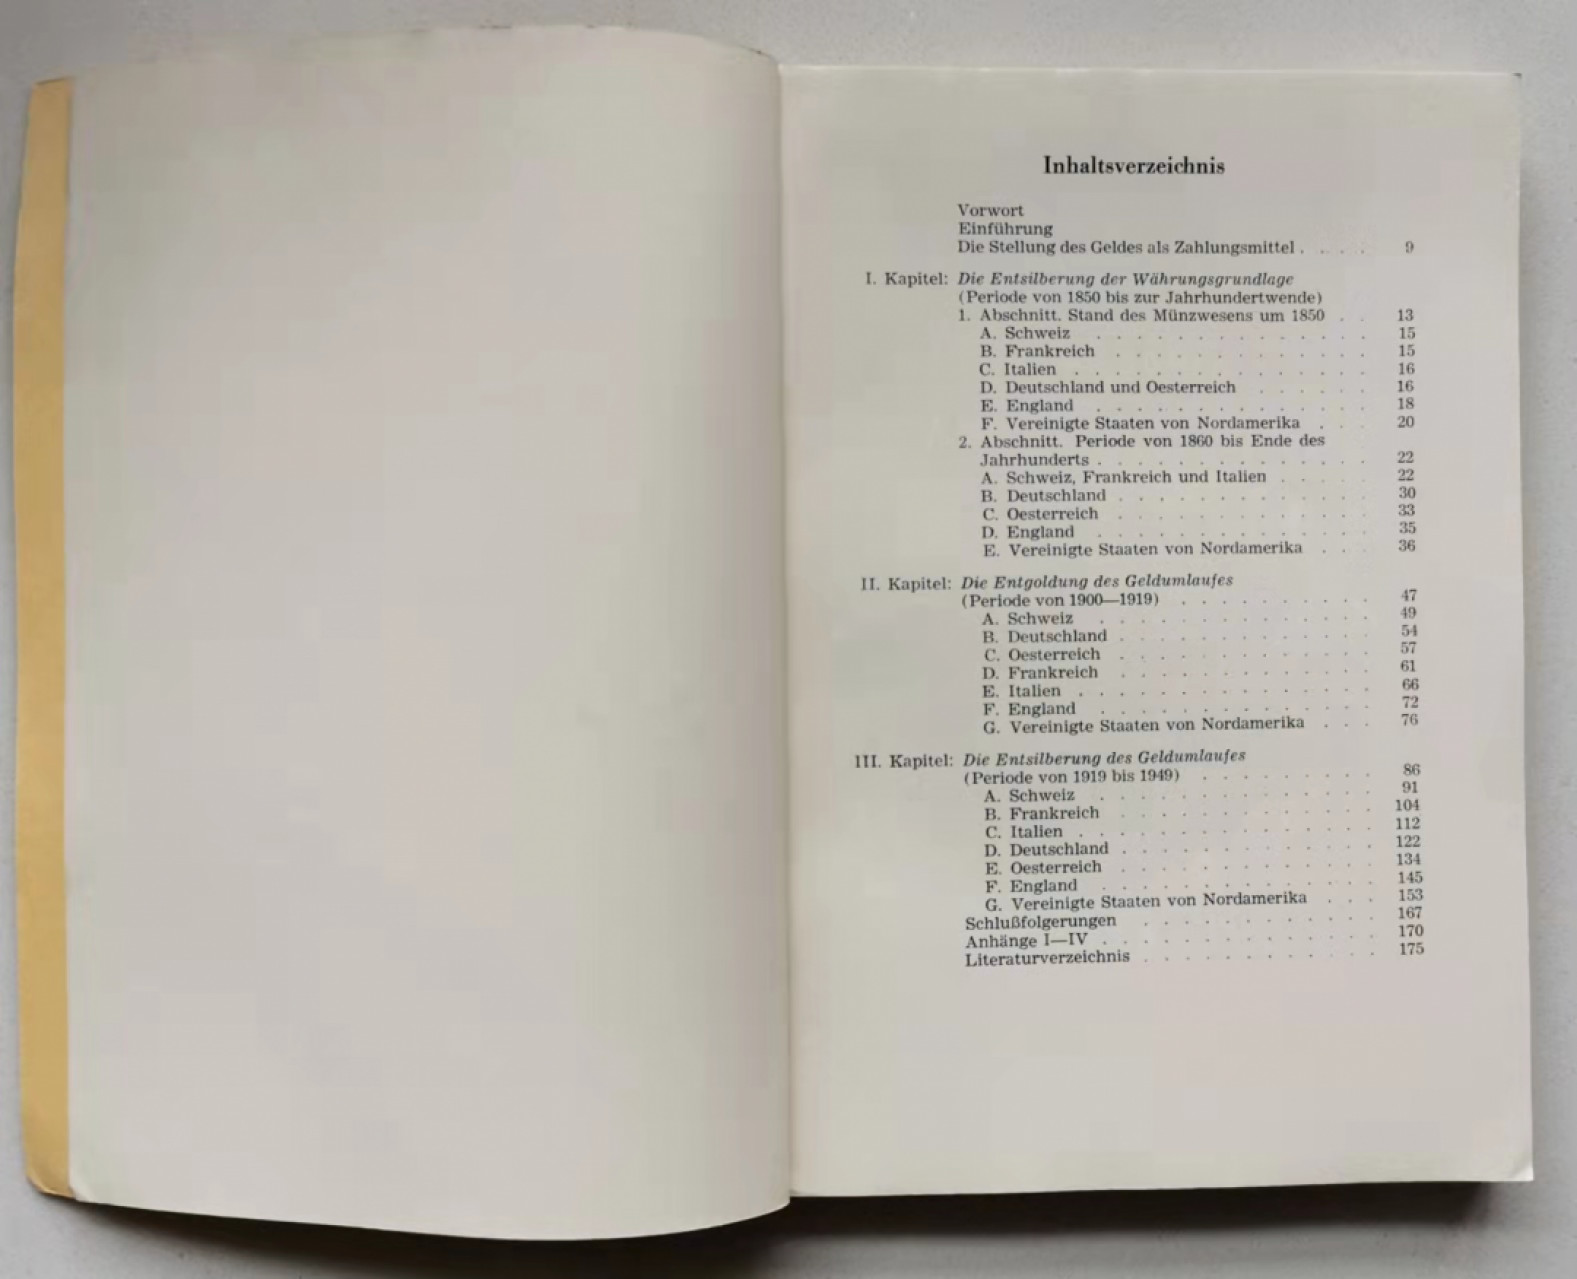 Inhaltsverzeichnis
Vorwort
Einführung
Die Stellung des Geldes als Zahlungsmittel . . . . 9
I. Kapitel: Die Entsilberung der Währungsgrundlage
(Periode von 1850 bis zur Jahrhundertwende)
1. Abschnitt. Stand des Münzwesens um 1850 . . 13
A. Schweiz . . . . . . . . . . . . . . 15
B. Frankreich . . . . . . . . . . . . . 15
C. Italien . . . . . . . . . . . . . . . 16
D. Deutschland und Oesterreich . . . . . . 16
E. England . . . . . . . . . . . . . . 18
F. Vereinigte Staaten von Nordamerika . . . 20
2. Abschnitt. Periode von 1860 bis Ende des
Jahrhunderts . . . . . . . . . . . . . . 22
A. Schweiz, Frankreich und Italien . . . . . 22
B. Deutschland . . . . . . . . . . . . . 30
C. Oesterreich . . . . . . . . . . . . . 33
D. England . . . . . . . . . . . . . . 35
E. Vereinigte Staaten von Nordamerika . . . 36
II. Kapitel: Die Entgoldung des Geldumlaufes
(Periode von 1900—1919) . . . . . . . . . . 47
A. Schweiz . . . . . . . . . . . . . . 49
B. Deutschland . . . . . . . . . . . . . 54
C. Oesterreich . . . . . . . . . . . . . 57
D. Frankreich . . . . . . . . . . . . . 61
E. Italien . . . . . . . . . . . . . . . 66
F. England . . . . . . . . . . . . . . 72
G. Vereinigte Staaten von Nordamerika . . . 76
III. Kapitel: Die Entsilberung des Geldumlaufes
(Periode von 1919 bis 1949) . . . . . . . . . 86
A. Schweiz . . . . . . . . . . . . . . 91
B. Frankreich . . . . . . . . . . . . . 104
C. Italien . . . . . . . . . . . . . . . 112
D. Deutschland . . . . . . . . . . . . . 122
E. Oesterreich . . . . . . . . . . . . . 134
F. England . . . . . . . . . . . . . . 145
G. Vereinigte Staaten von Nordamerika . . . 153
Schlußfolgerungen . . . . . . . . . . . . 167
Anhänge I—IV . . . . . . . . . . . . . . 170
Literaturverzeichnis . . . . . . . . . . . . 175